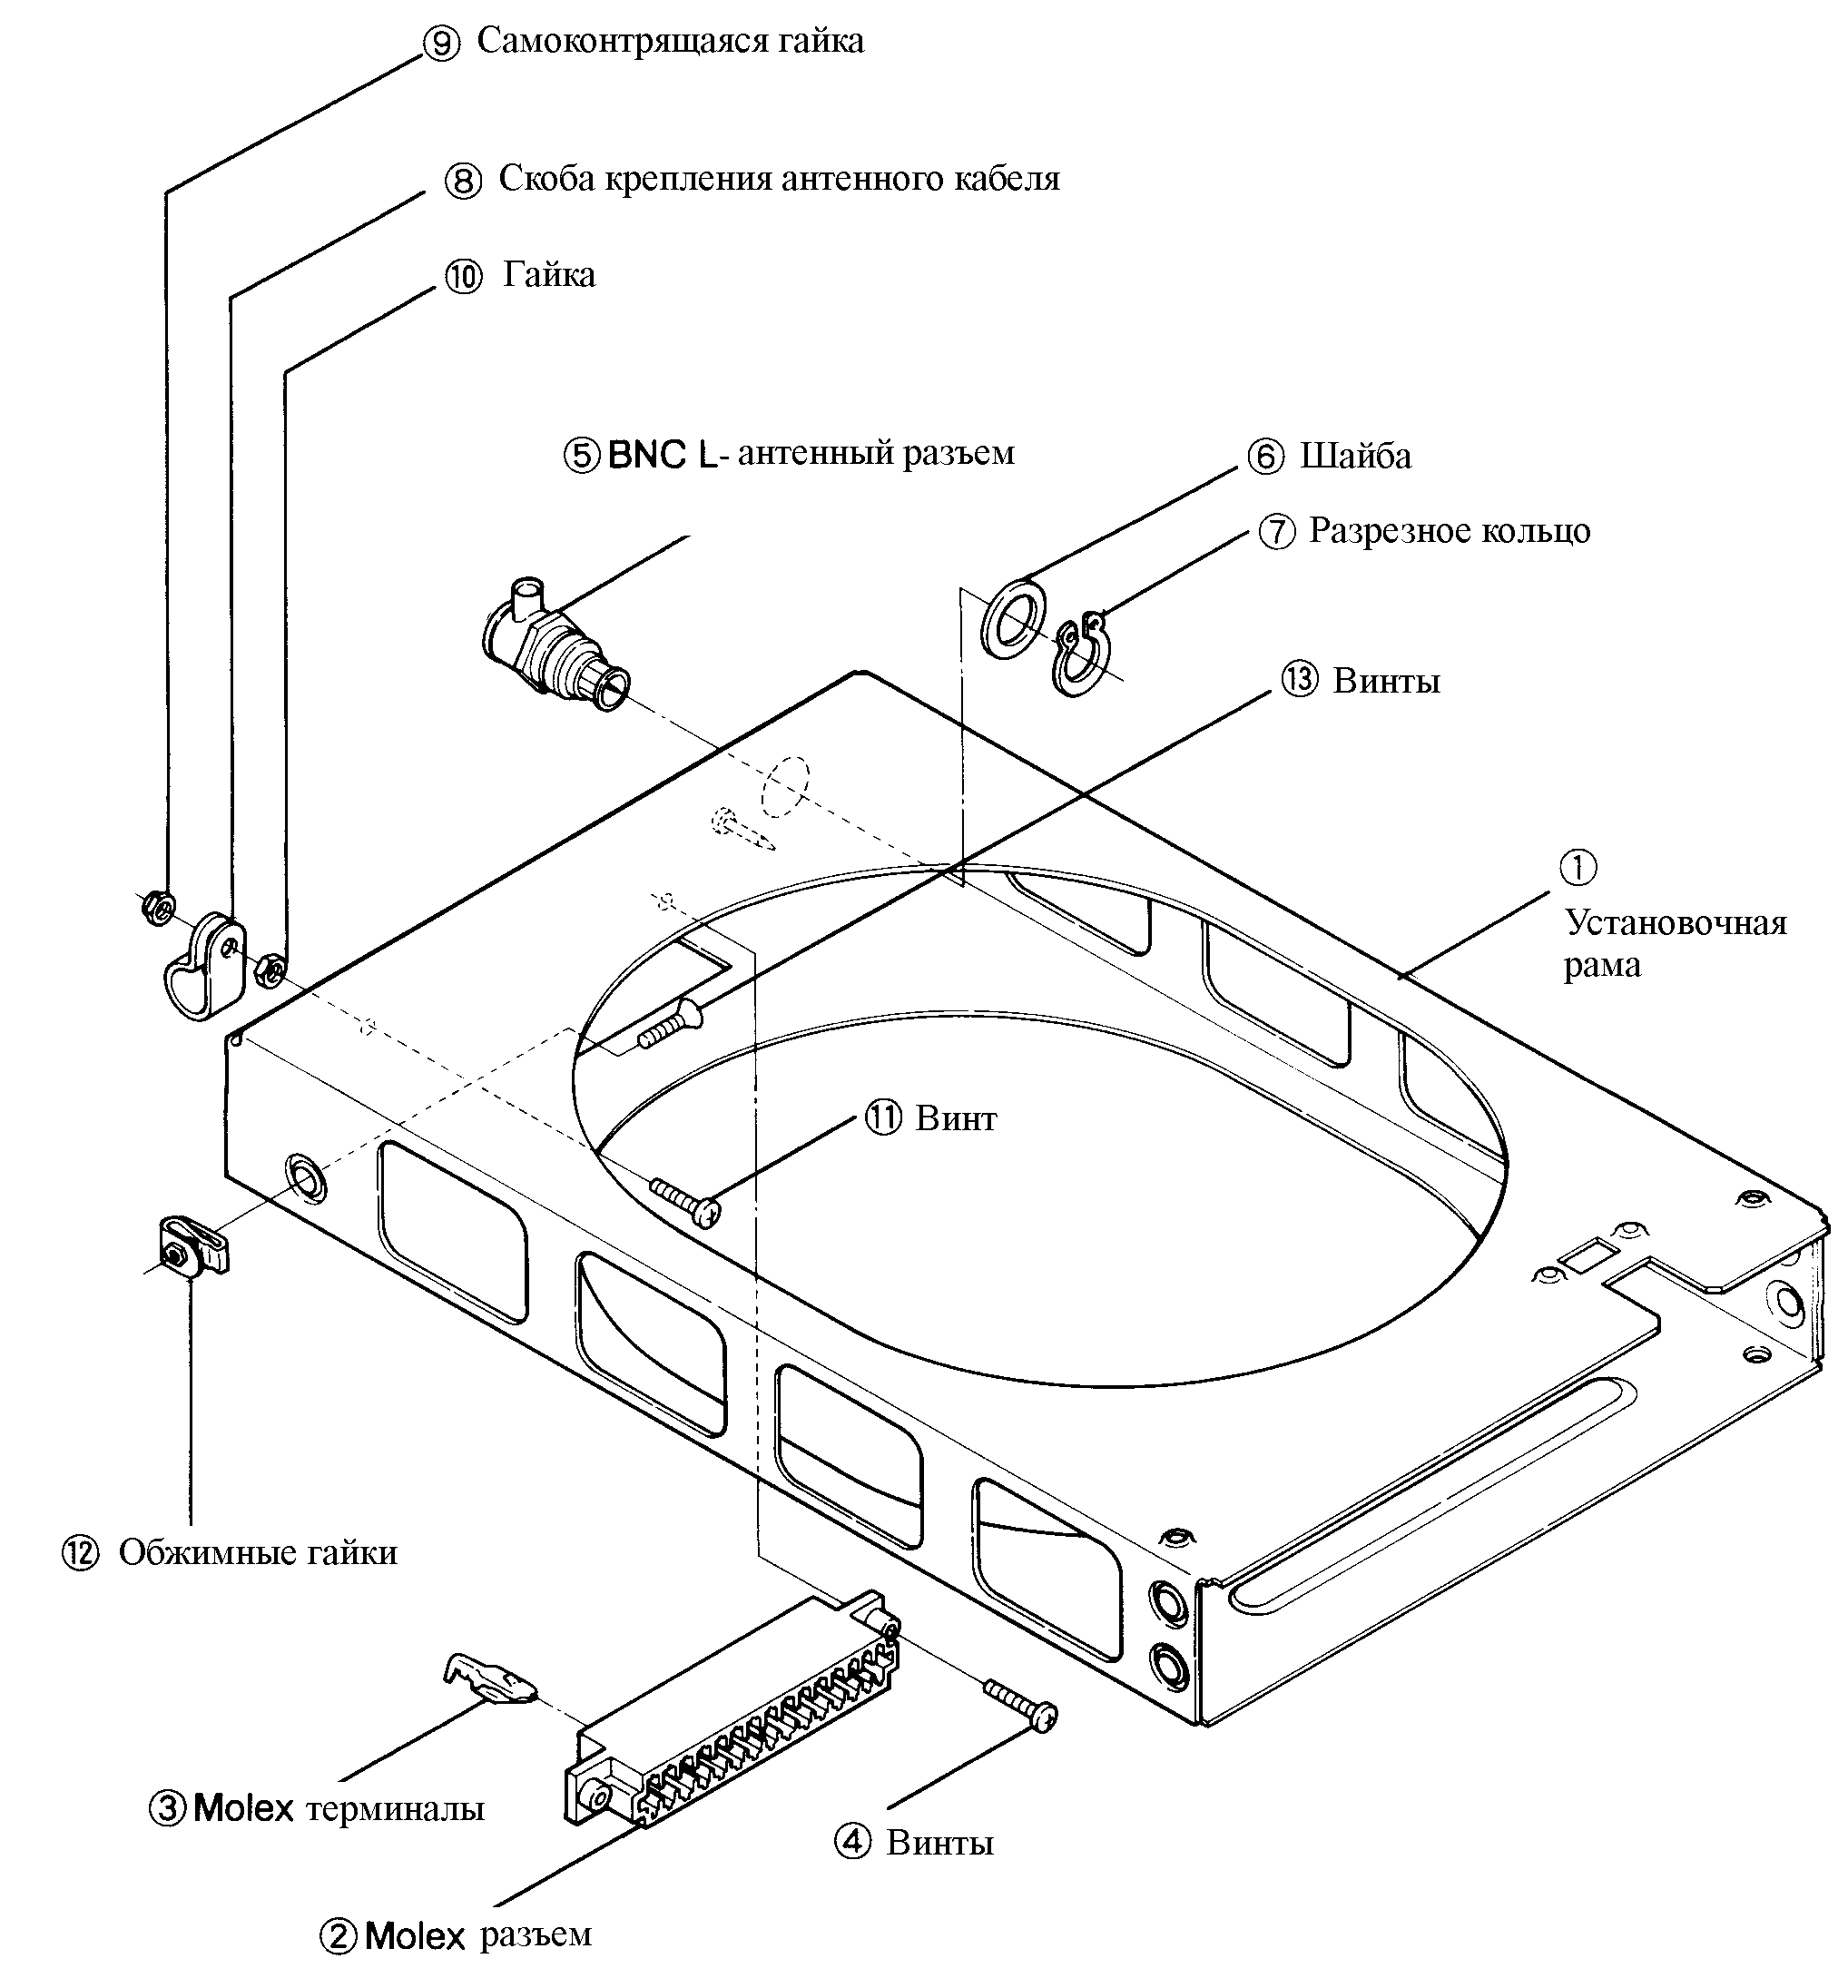 ⑨ Самоконтрящаяся гайка
⑧ Скоба крепления антенного кабеля
⑩ Гайка
⑤ BNC L- антенный разъем
⑥ Шайба
⑦ Разрезное кольцо
⑬ Винты
①
Установочная
рама
⑪ Винт
⑫ Обжимные гайки
③ Molex терминалы
④ Винты
② Molex разъем